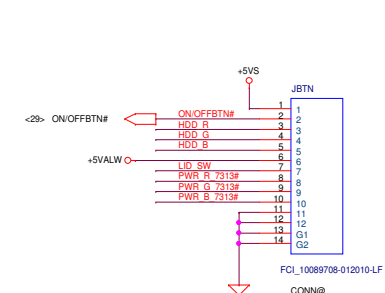 +5VS
JBTN
<29> ON/OFFBTN# ON/OFFBTN#
HDD_R
HDD_G
HDD_B
+5VALW
LID_SW
PWR_R_7313#
PWR_G_7313#
PWR_B_7313#
1 1
2 2
3 3
4 4
5 5
6 6
7 7
8 8
9 9
10 10
11 11
12 12
13 G1
14 G2
FCI_10089708-012010-LF
CONN@